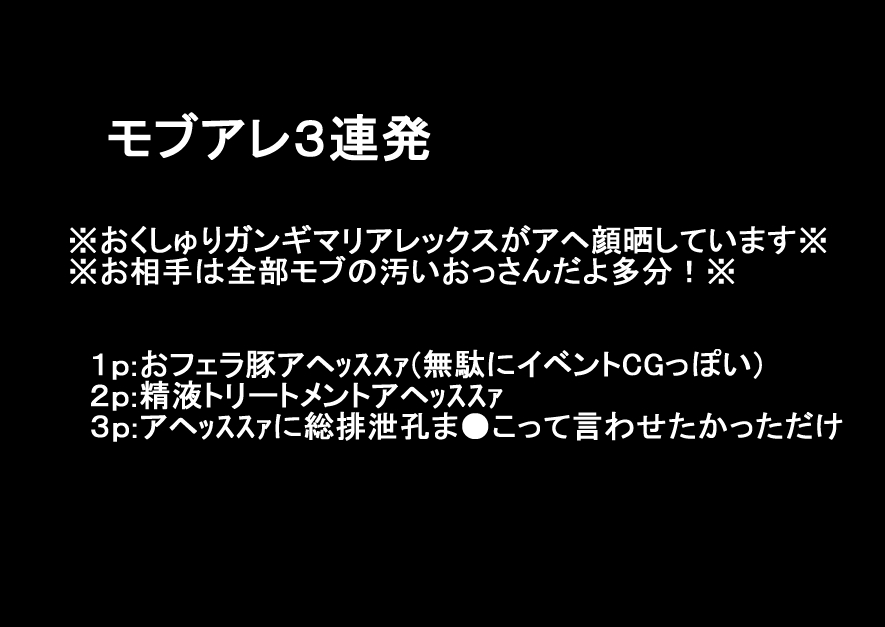 モブアレ３連発
※おくしゅりガンギマリアレックスがアヘ顔晒しています※
※お相手は全部モブの汚いおっさんだよ多分！※
１p:おフェラ豚アヘｯｽｽｧ(無駄にイベントCGっぽい)
２p:精液トリートメントアヘｯｽｽｧ
３p:アヘｯｽｽｧに総排泄孔ま●こって言わせたかっただけ